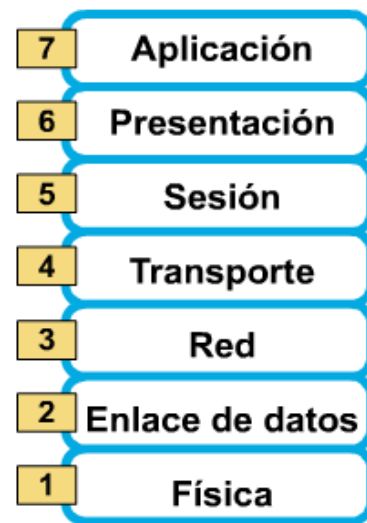 7 Aplicación
6 Presentación
5 Sesión
4 Transporte
3 Red
2 Enlace de datos
1 Física